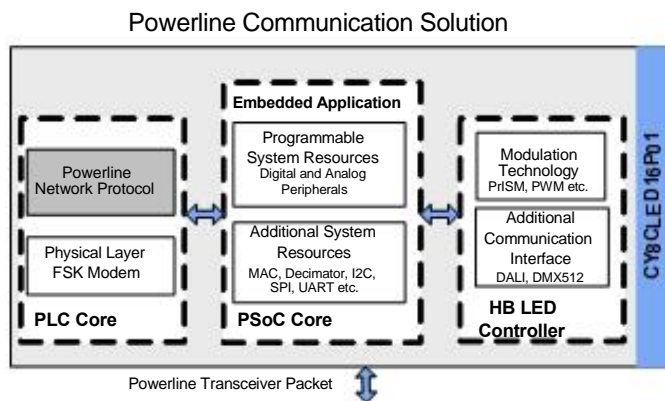 Powerline Communication Solution
Powerline
Network Protocol
Physical Layer
FSK Modem
PLC Core
Embedded Application
Programmable
System Resources
Digital and Analog
Peripherals
Additional System
Resources
MAC, Decimator, I2C,
SPI, UART etc.
PSoC Core
Modulation
Technology
PrISM, PWM etc.
Additional
Communication
Interface
DALI, DMX512
HB LED
Controller
CY8CLED16P01
Powerline Transceiver Packet